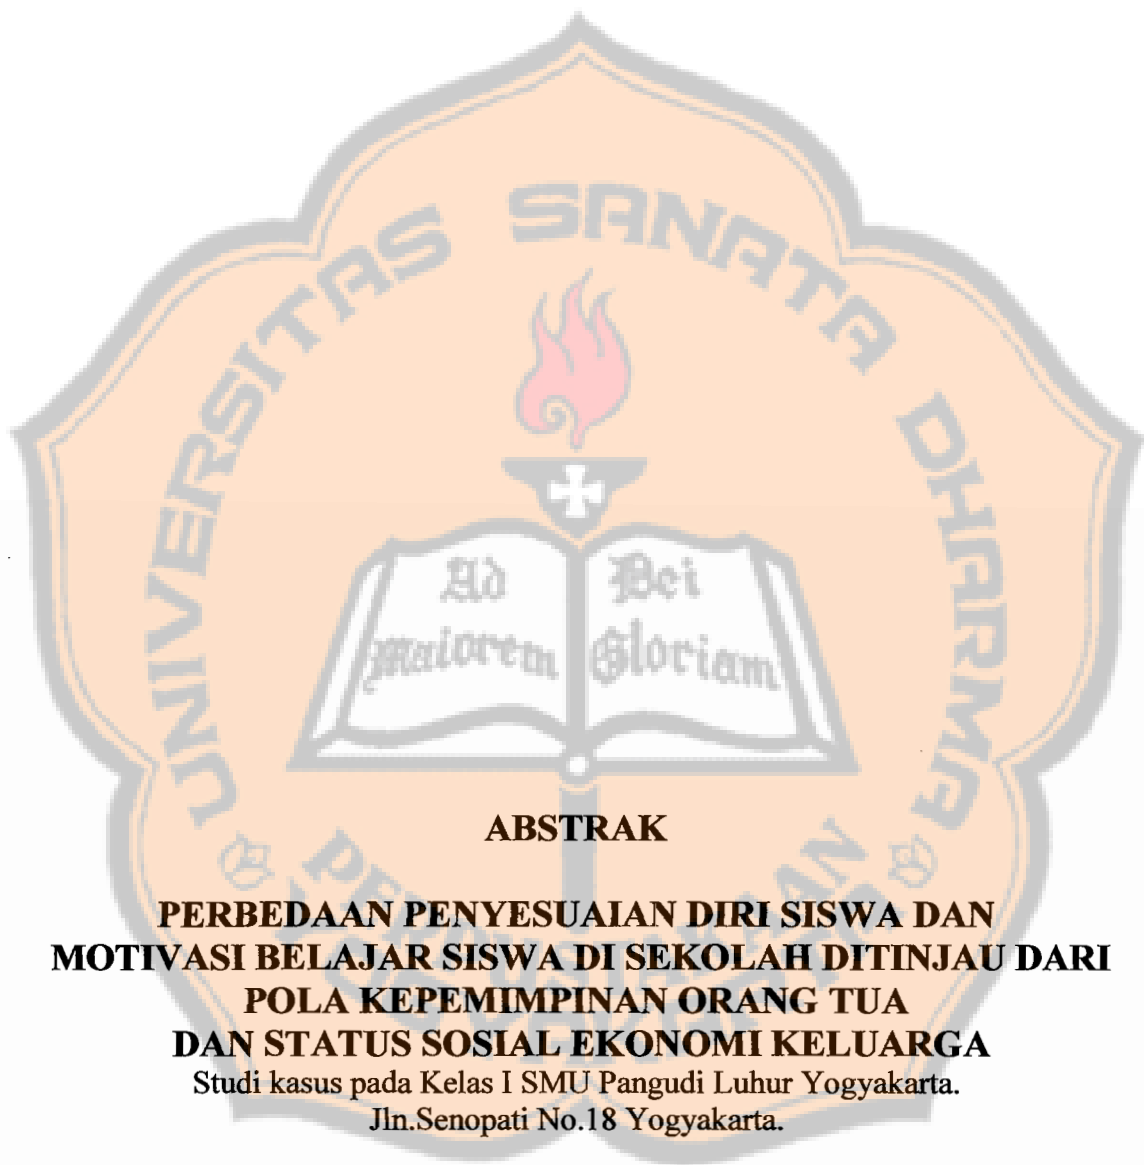 UNIVERSITAS SANATA DHARMA
Ad Dei
Maiorem Gloriam
ABSTRAK
PERBEDAAN PENYESUAIAN DIRI SISWA DAN
MOTIVASI BELAJAR SISWA DI SEKOLAH DITINJAU DARI
POLA KEPEMIMPINAN ORANG TUA
DAN STATUS SOSIAL EKONOMI KELUARGA
Studi kasus pada Kelas I SMU Pangudi Luhur Yogyakarta.
Jln.Senopati No.18 Yogyakarta.